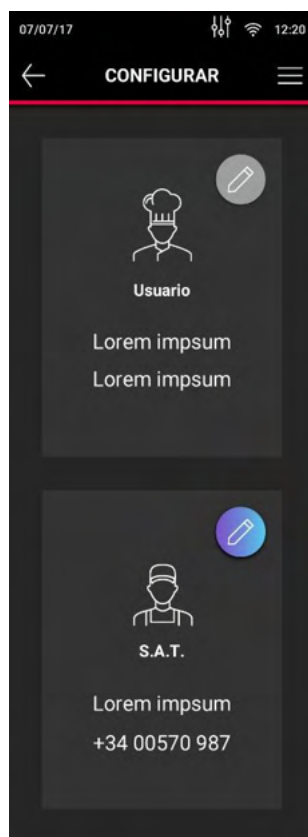 07/07/17
12:20
CONFIGURAR
Usuario
Lorem impsum
Lorem impsum
S.A.T.
Lorem impsum
+34 00570 987